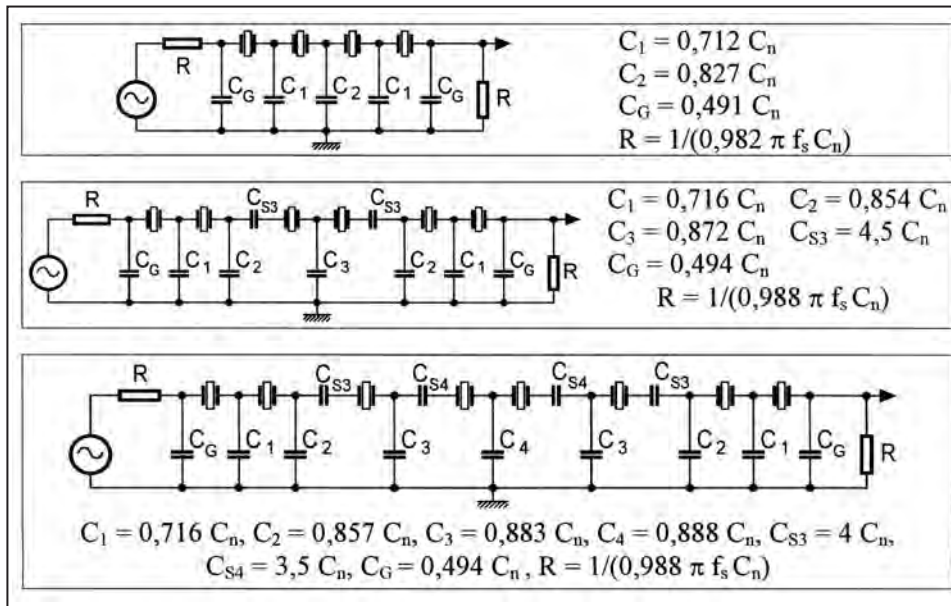 R C_G C_1 C_2 C_1 C_G R
C_1 = 0,712 C_n
C_2 = 0,827 C_n
C_G = 0,491 C_n
R = 1/(0,982 π f_s C_n)
R C_S3 C_S3
C_G C_1 C_2 C_3 C_2 C_1 C_G R
C_1 = 0,716 C_n C_2 = 0,854 C_n
C_3 = 0,872 C_n C_S3 = 4,5 C_n
C_G = 0,494 C_n
R = 1/(0,988 π f_s C_n)
R C_S3 C_S4 C_S4 C_S3
C_G C_1 C_2 C_3 C_4 C_3 C_2 C_1 C_G R
C_1 = 0,716 C_n, C_2 = 0,857 C_n, C_3 = 0,883 C_n, C_4 = 0,888 C_n, C_S3 = 4 C_n,
C_S4 = 3,5 C_n, C_G = 0,494 C_n, R = 1/(0,988 π f_s C_n)